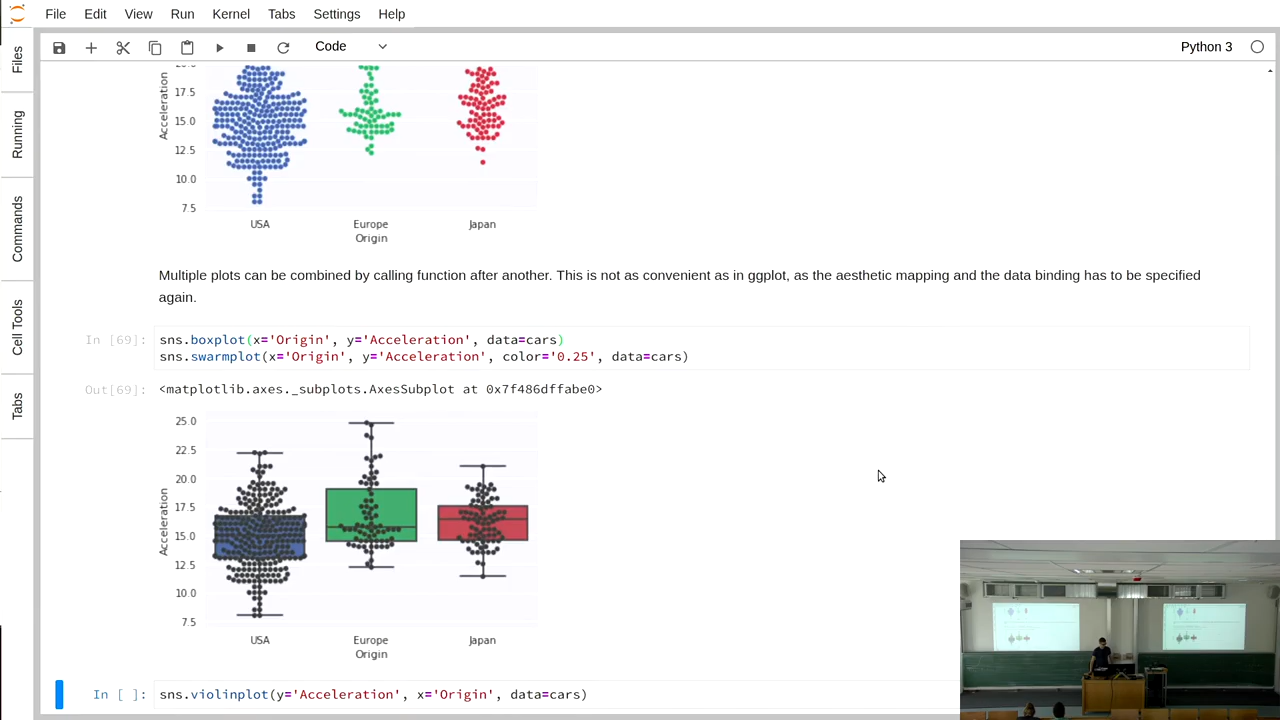 File Edit View Run Kernel Tabs Settings Help
Code
Python 3
Files
Running
Commands
Cell Tools
Tabs
17.5
15.0
12.5
10.0
7.5
Acceleration
USA Europe Japan
Origin
Multiple plots can be combined by calling function after another. This is not as convenient as in ggplot, as the aesthetic mapping and the data binding has to be specified
again.
In [69]: sns.boxplot(x='Origin', y='Acceleration', data=cars)
sns.swarmplot(x='Origin', y='Acceleration', color='0.25', data=cars)
Out[69]: <matplotlib.axes._subplots.AxesSubplot at 0x7f486dffabe0>
25.0
22.5
20.0
17.5
15.0
12.5
10.0
7.5
Acceleration
USA Europe Japan
Origin
In [ ]: sns.violinplot(y='Acceleration', x='Origin', data=cars)